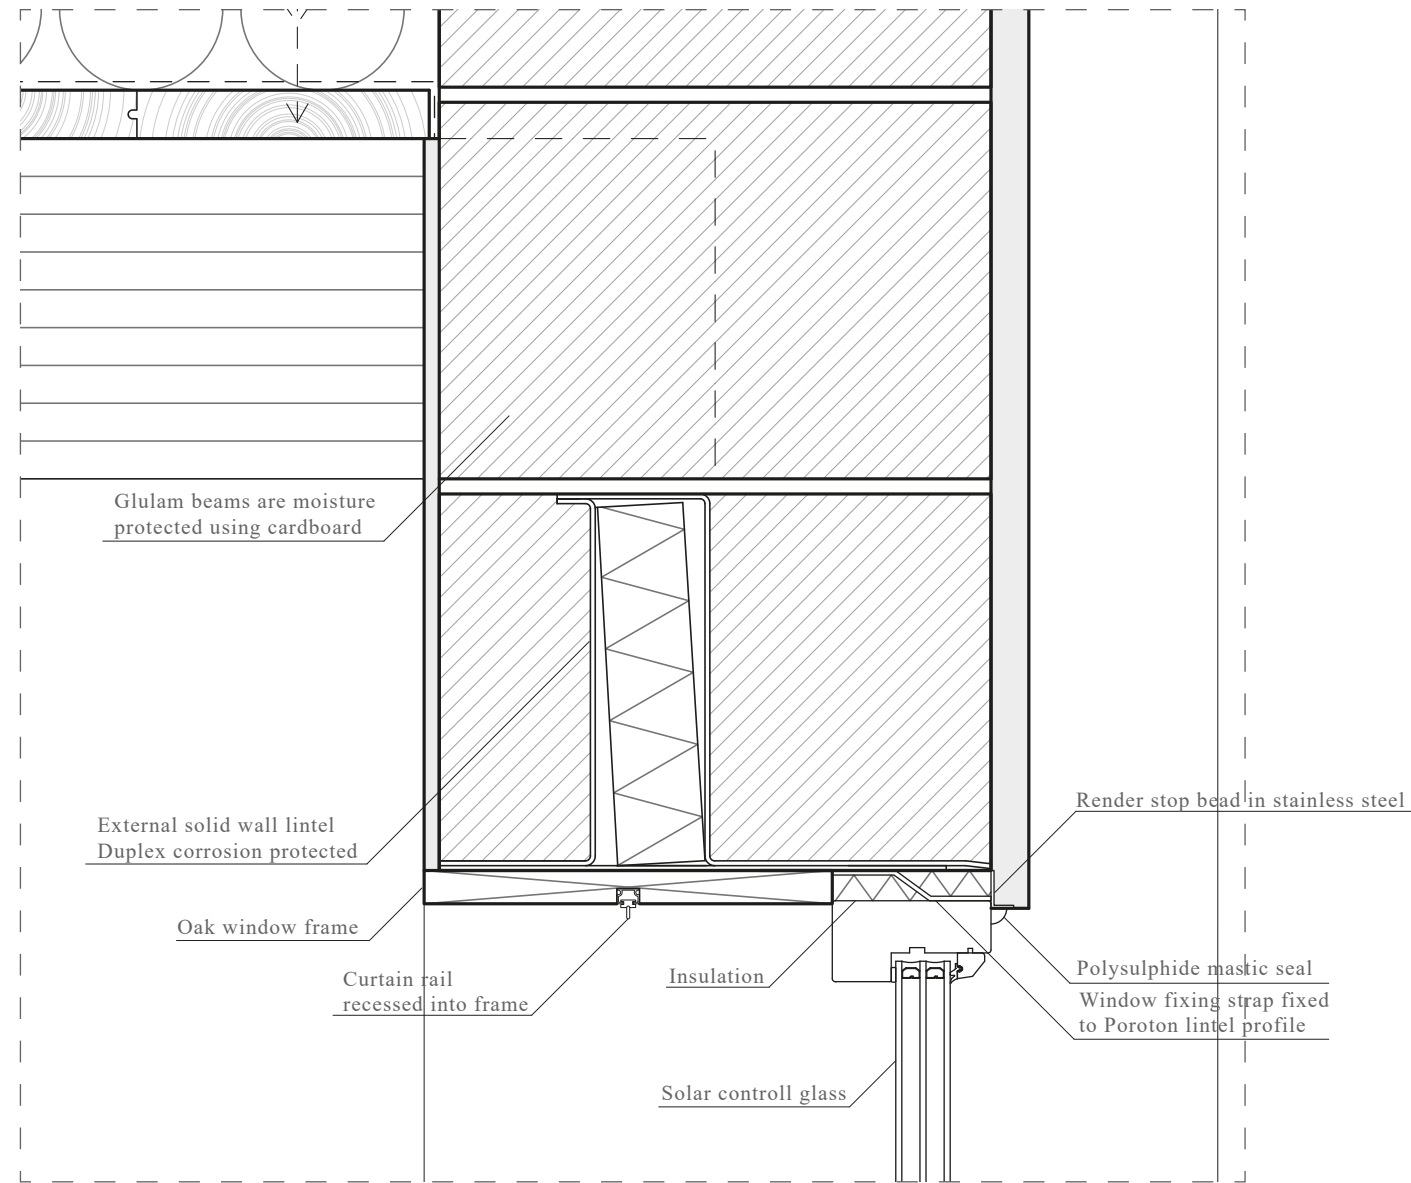 Glulam beams are moisture
protected using cardboard
External solid wall lintel
Duplex corrosion protected
Oak window frame
Curtain rail
recessed into frame
Insulation
Solar controll glass
Render stop bead in stainless steel
Polysulphide mastic seal
Window fixing strap fixed
to Poroton lintel profile